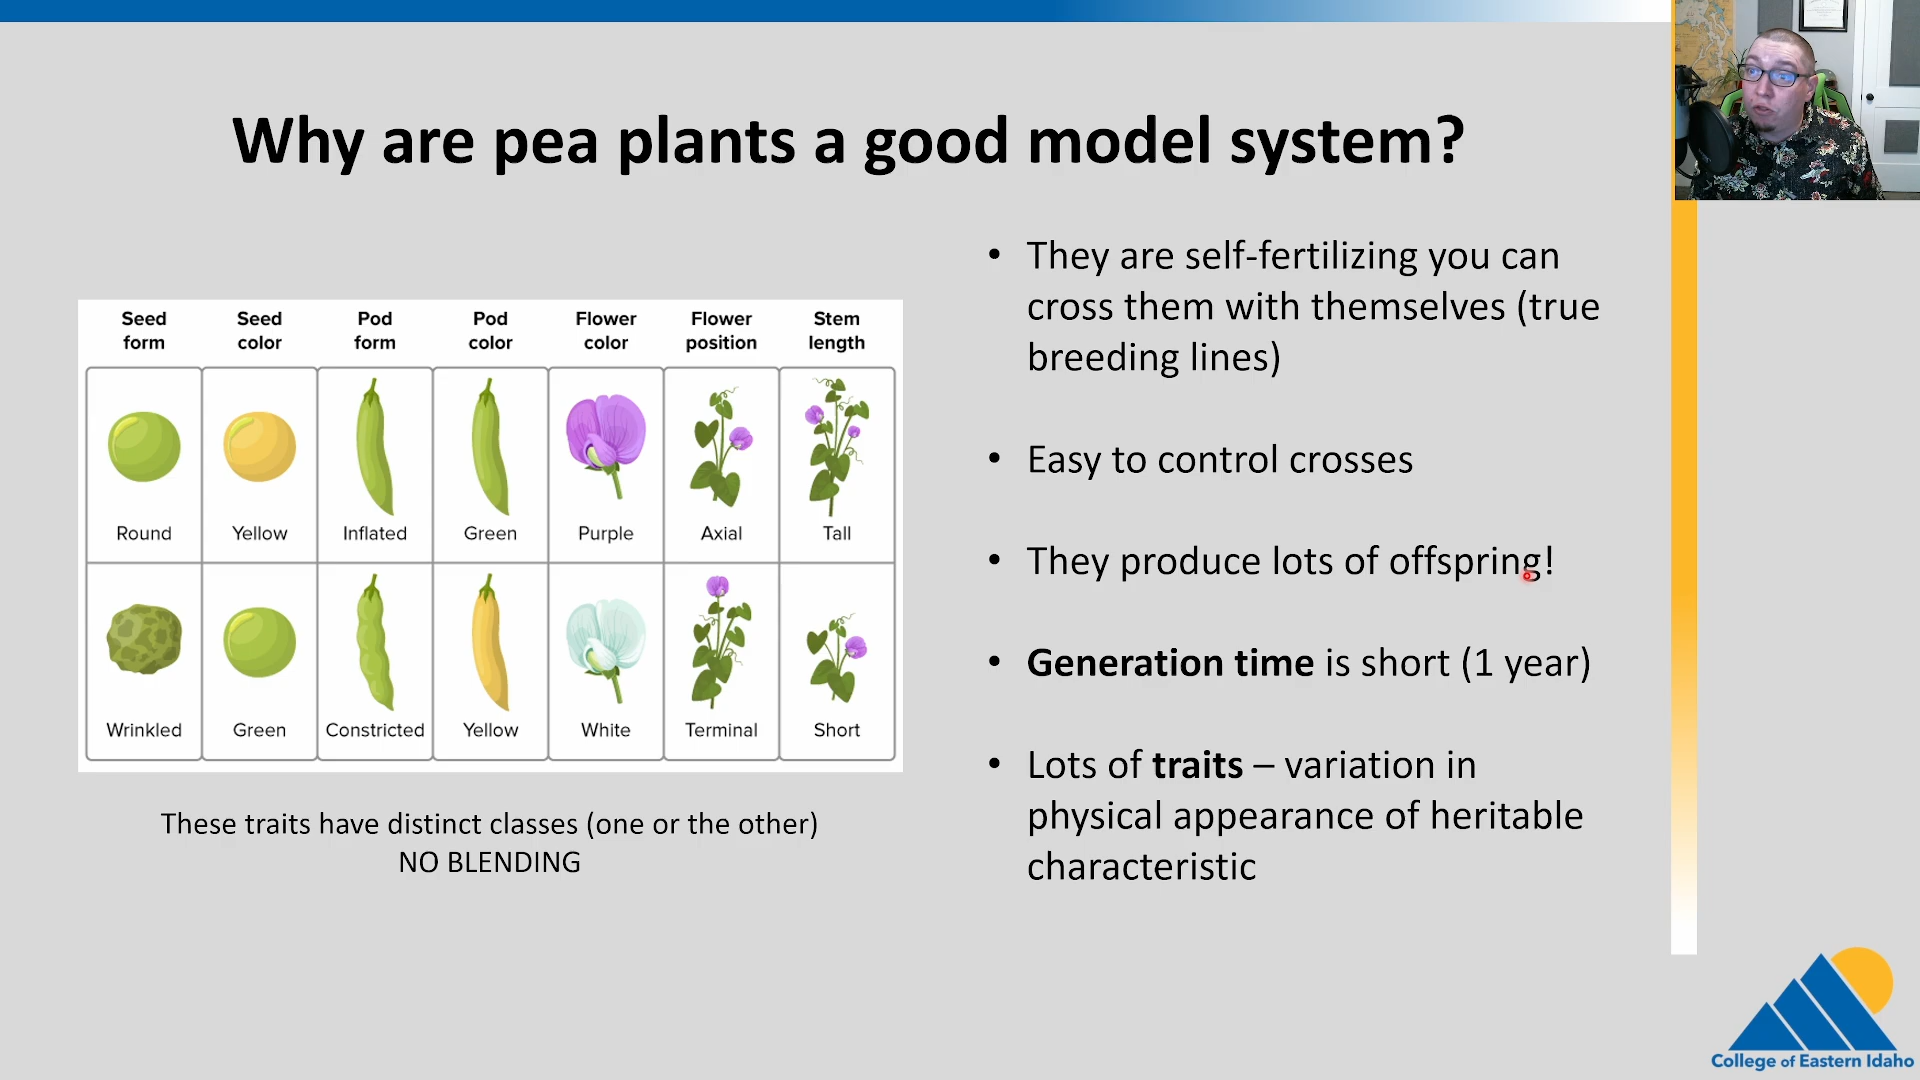 Why are pea plants a good model system?
Seed form
Seed color
Pod form
Pod color
Flower color
Flower position
Stem length
Round
Yellow
Inflated
Green
Purple
Axial
Tall
Wrinkled
Green
Constricted
Yellow
White
Terminal
Short
These traits have distinct classes (one or the other)
NO BLENDING
• They are self-fertilizing you can
cross them with themselves (true
breeding lines)
• Easy to control crosses
• They produce lots of offspring!
• Generation time is short (1 year)
• Lots of traits – variation in
physical appearance of heritable
characteristic
College of Eastern Idaho